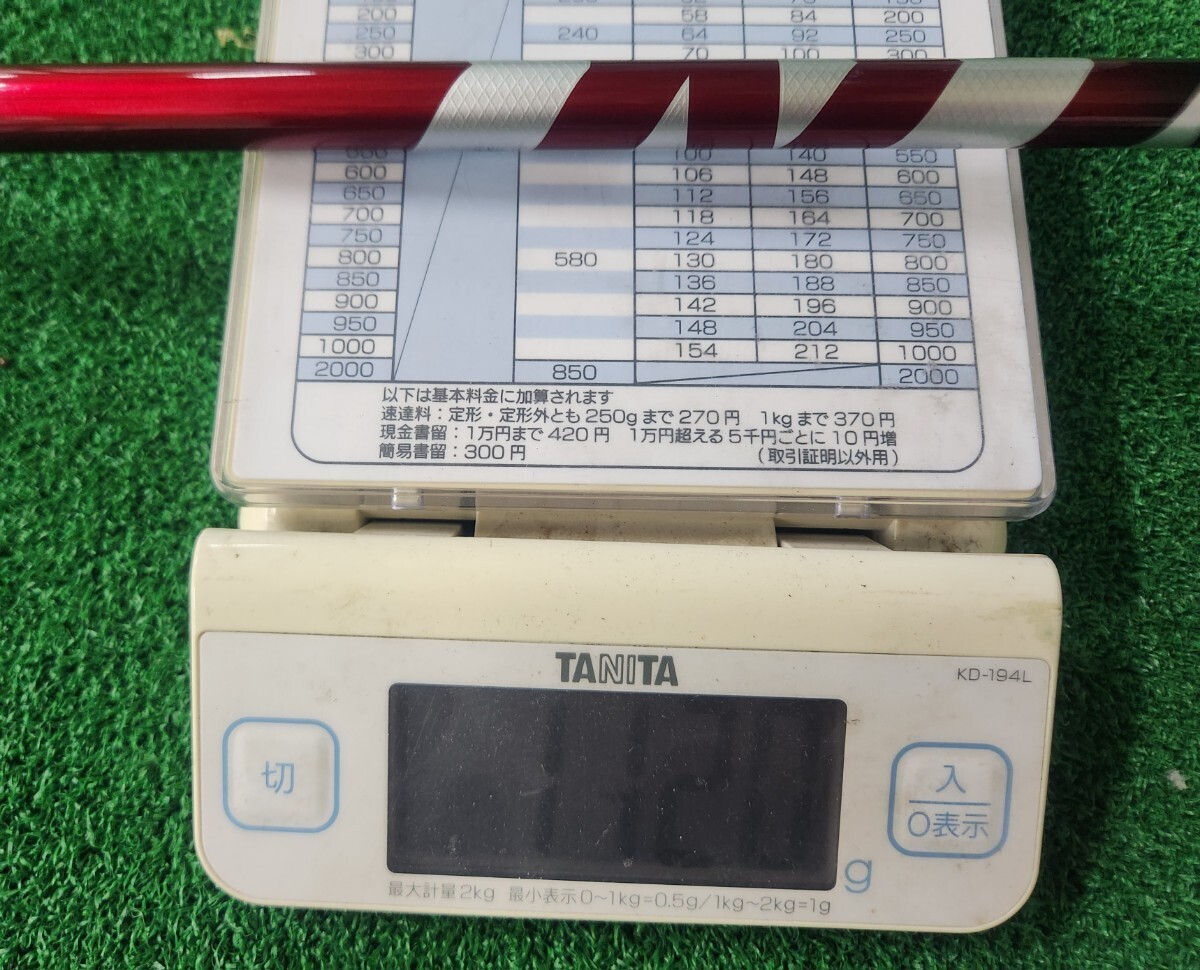 200 58 84 200
250 240 64 92 250
300 70 100 300
100 140 550
600 106 148 600
650 112 156 650
700 118 164 700
750 124 172 750
800 580 130 180 800
850 136 188 850
900 142 196 900
950 148 204 950
1000 154 212 1000
2000 850 2000
以下は基本料金に加算されます
速達料:定形・定形外とも250gまで270円 1kgまで370円
現金書留:1万円まで420円 1万円超える5千円ごとに10円増
簡易書留:300円 (取引証明以外用)
TANITA
KD-194L
切
入
0表示
g
最大計量2kg 最小表示0~1kg=0.5g/1kg~2kg=1g